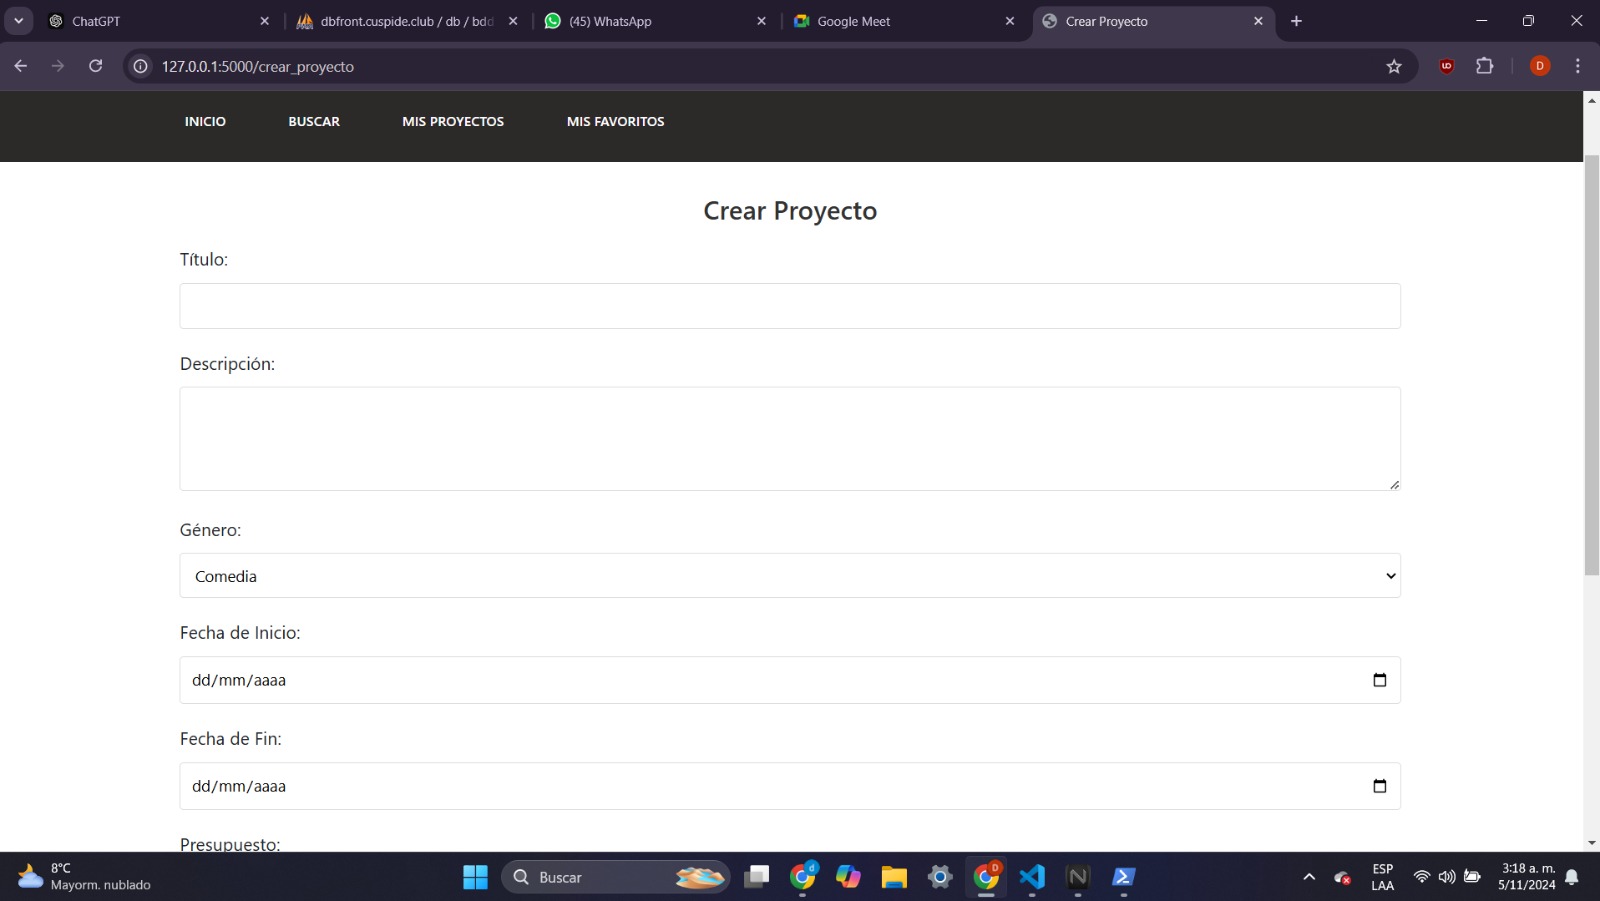 ChatGPT
dbfront.cuspide.club / db / bdd
(45) WhatsApp
Google Meet
Crear Proyecto
127.0.0.1:5000/crear_proyecto
D
INICIO
BUSCAR
MIS PROYECTOS
MIS FAVORITOS
Crear Proyecto
Título:
Descripción:
Género:
Comedia
Fecha de Inicio:
dd/mm/aaaa
Fecha de Fin:
dd/mm/aaaa
Presupuesto:
8°C
Mayorm. nublado
Buscar
d
D
N
ESP
LAA
3:18 a. m.
5/11/2024